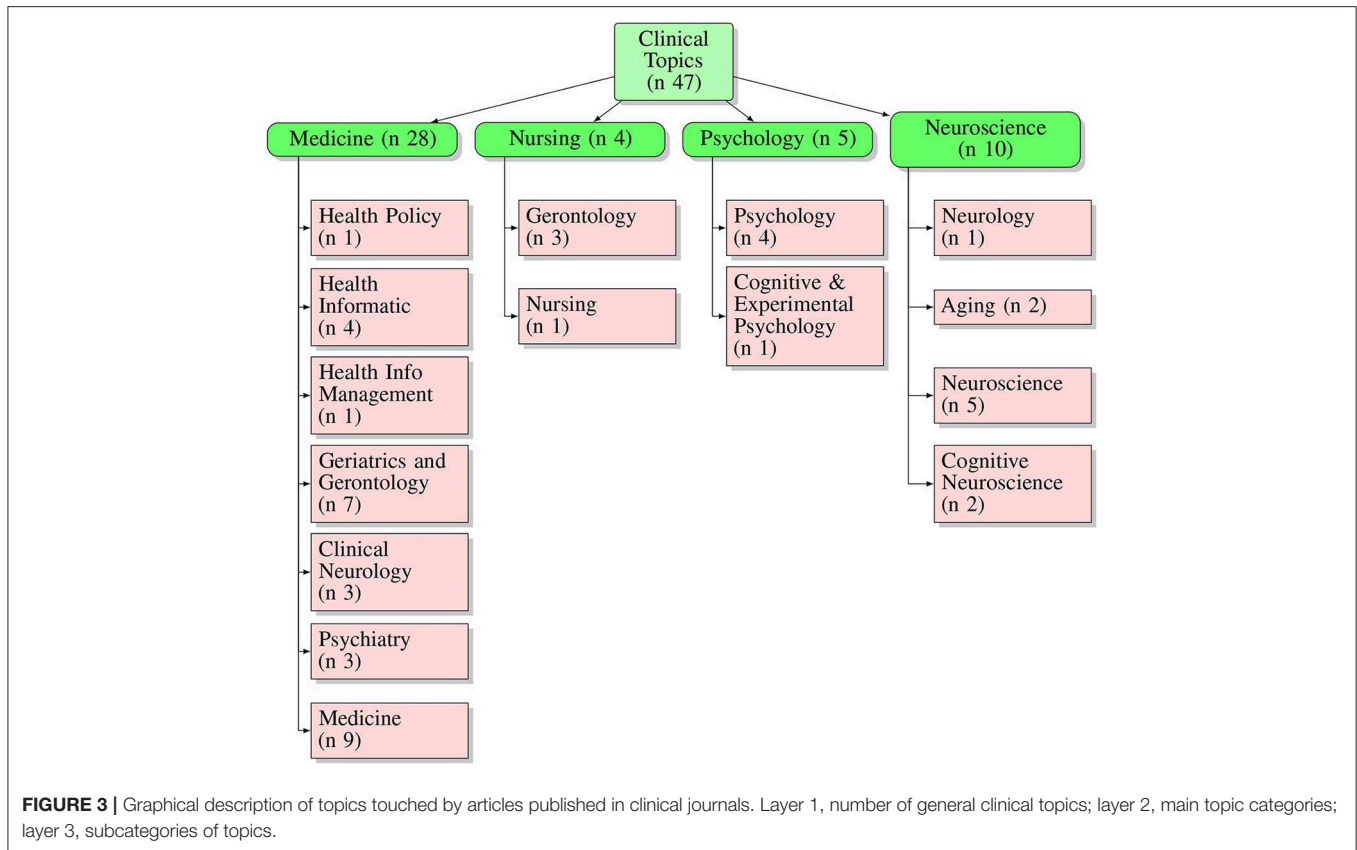 Clinical
Topics
(n 47)
Medicine (n 28)
Nursing (n 4)
Psychology (n 5)
Neuroscience
(n 10)
Health Policy
(n 1)
Health
Informatic
(n 4)
Health Info
Management
(n 1)
Geriatrics and
Gerontology
(n 7)
Clinical
Neurology
(n 3)
Psychiatry
(n 3)
Medicine
(n 9)
Gerontology
(n 3)
Nursing
(n 1)
Psychology
(n 4)
Cognitive &
Experimental
Psychology
(n 1)
Neurology
(n 1)
Aging (n 2)
Neuroscience
(n 5)
Cognitive
Neuroscience
(n 2)
FIGURE 3 | Graphical description of topics touched by articles published in clinical journals. Layer 1, number of general clinical topics; layer 2, main topic categories;
layer 3, subcategories of topics.